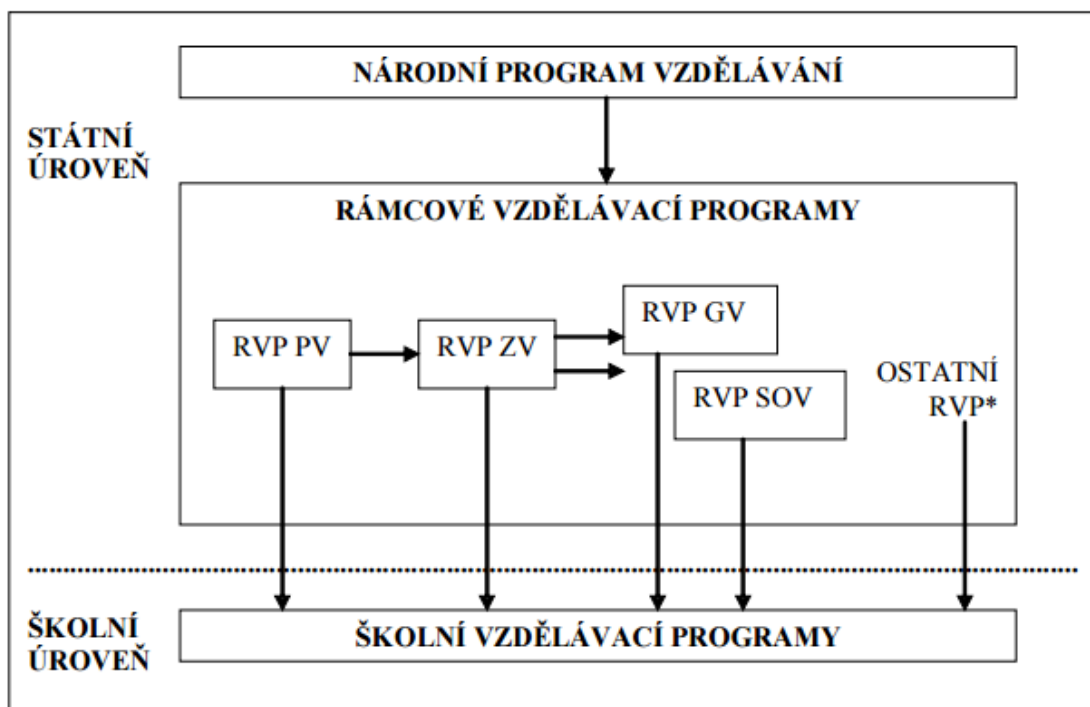 NÁRODNÍ PROGRAM VZDĚLÁVÁNÍ
STÁTNÍ
ÚROVEŇ
RÁMCOVÉ VZDĚLÁVACÍ PROGRAMY
RVP PV
RVP ZV
RVP GV
RVP SOV
OSTATNÍ
RVP*
ŠKOLNÍ
ÚROVEŇ
ŠKOLNÍ VZDĚLÁVACÍ PROGRAMY